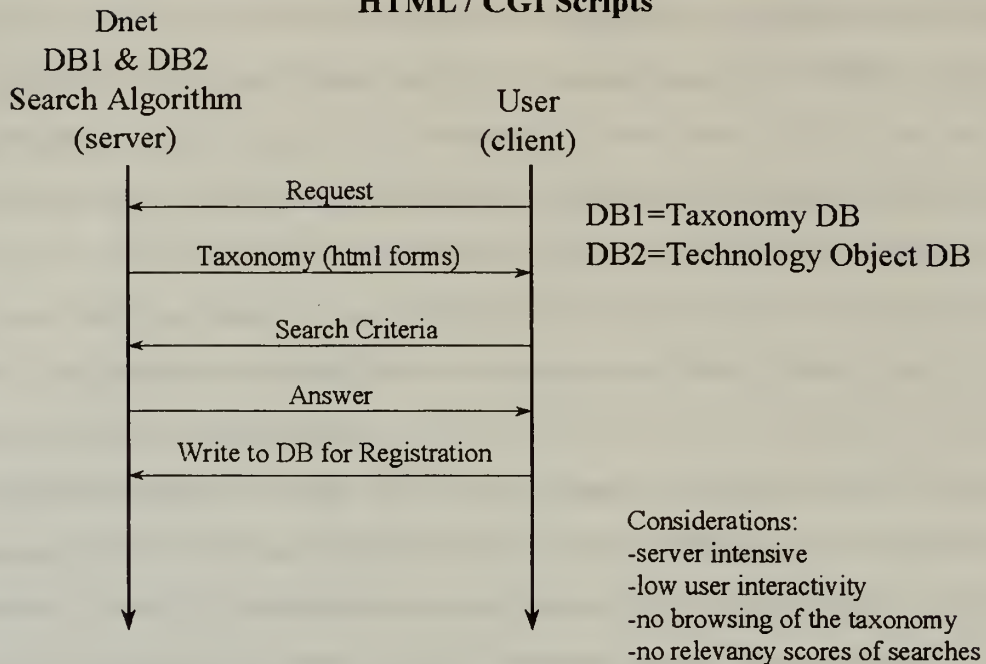 HTML / CGI Scripts
Dnet
DB1 & DB2
Search Algorithm
(server)
User
(client)
Request
DB1=Taxonomy DB
Taxonomy (html forms)
DB2=Technology Object DB
Search Criteria
Answer
Write to DB for Registration
Considerations:
-server intensive
-low user interactivity
-no browsing of the taxonomy
-no relevancy scores of searches